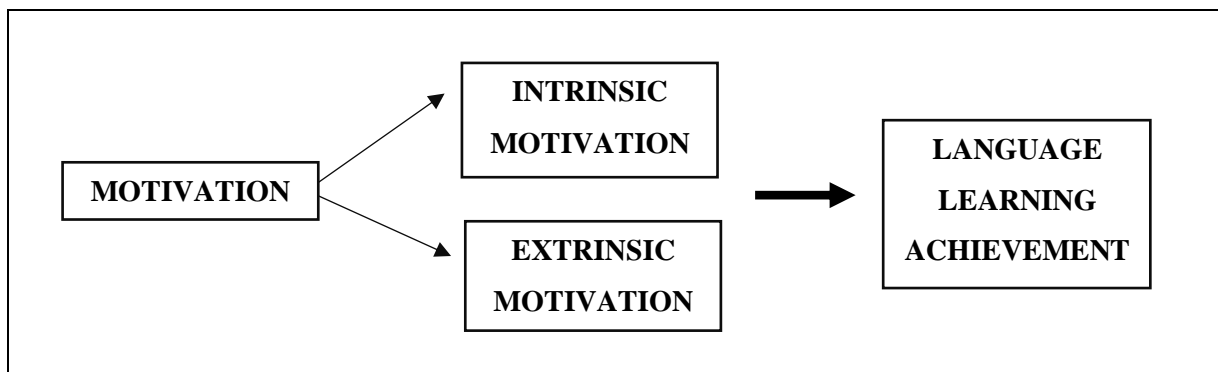 MOTIVATION
INTRINSIC
MOTIVATION
EXTRINSIC
MOTIVATION
LANGUAGE
LEARNING
ACHIEVEMENT